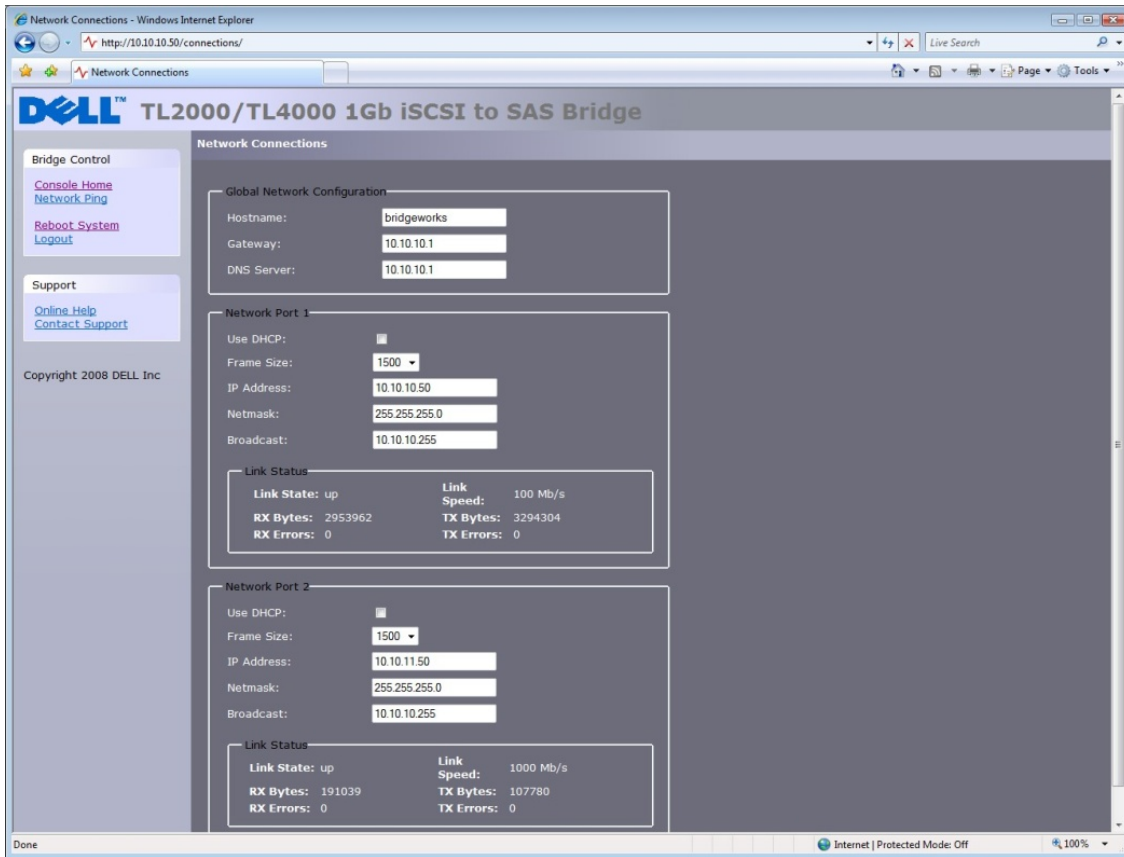 Network Connections - Windows Internet Explorer
http://10.10.10.50/connections/
Live Search
Network Connections
Page
Tools
DELL™ TL2000/TL4000 1Gb iSCSI to SAS Bridge
Network Connections
Bridge Control
Console Home
Network Ping
Reboot System
Logout
Support
Online Help
Contact Support
Copyright 2008 DELL Inc
Global Network Configuration
Hostname: bridgeworks
Gateway: 10.10.10.1
DNS Server: 10.10.10.1
Network Port 1
Use DHCP:
Frame Size: 1500
IP Address: 10.10.10.50
Netmask: 255.255.255.0
Broadcast: 10.10.10.255
Link Status
Link State: up Link Speed: 100 Mb/s
RX Bytes: 2953962 TX Bytes: 3294304
RX Errors: 0 TX Errors: 0
Network Port 2
Use DHCP:
Frame Size: 1500
IP Address: 10.10.11.50
Netmask: 255.255.255.0
Broadcast: 10.10.10.255
Link Status
Link State: up Link Speed: 1000 Mb/s
RX Bytes: 191039 TX Bytes: 107780
RX Errors: 0 TX Errors: 0
Done
Internet | Protected Mode: Off
100%